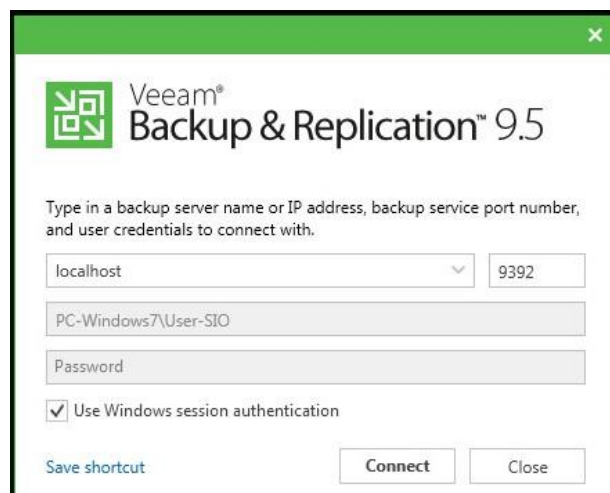 Veeam®
Backup & Replication™ 9.5
Type in a backup server name or IP address, backup service port number,
and user credentials to connect with.
localhost 9392
PC-Windows7\User-SIO
Password
Use Windows session authentication
Save shortcut Connect Close